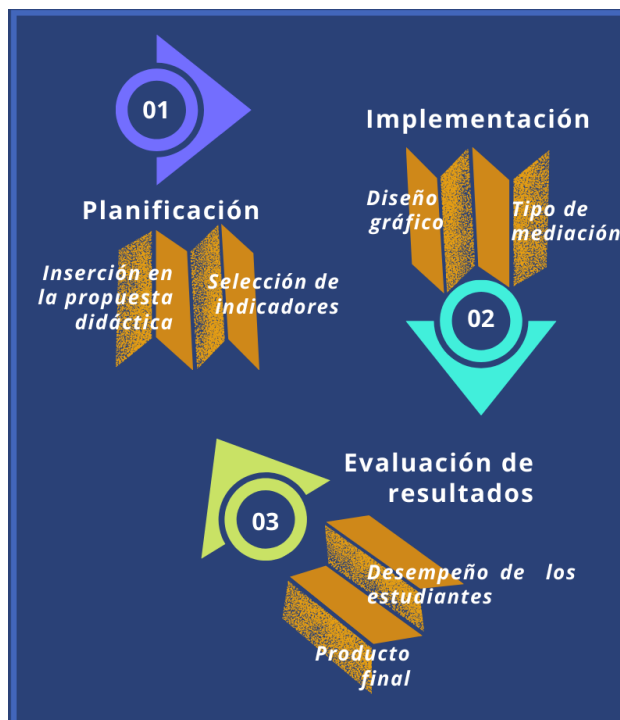 01
Planificación
Inserción en
la propuesta
didáctica
Selección de
indicadores
Implementación
Diseño
gráfico
Tipo de
mediación
02
03
Evaluación de
resultados
Desempeño de los
estudiantes
Producto
final